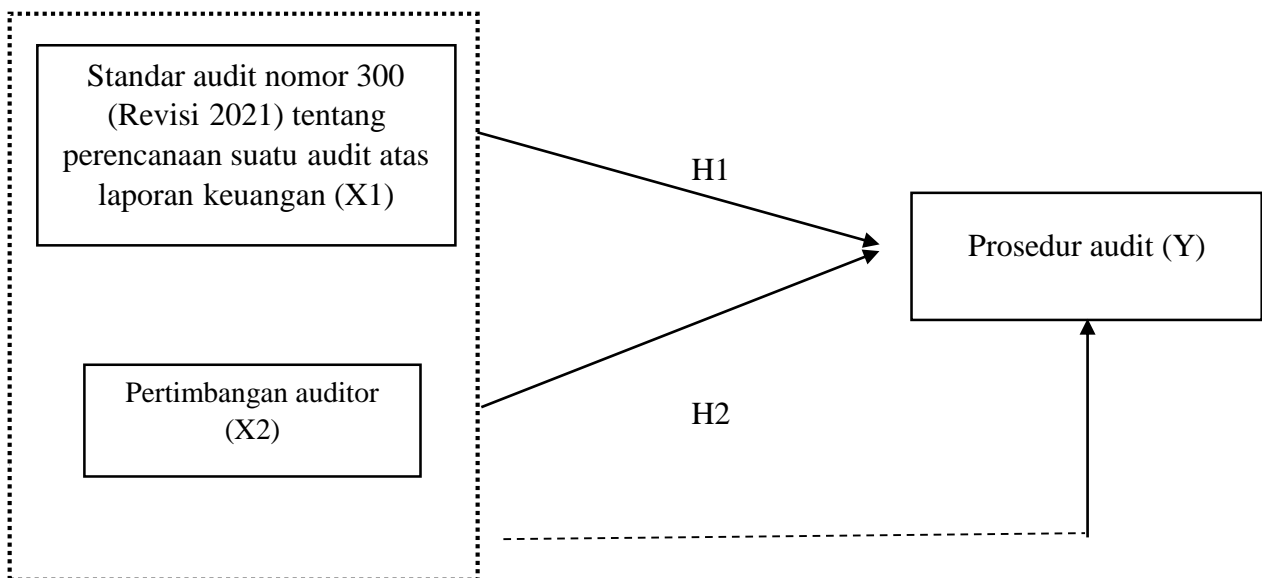 Standar audit nomor 300
(Revisi 2021) tentang
perencanaan suatu audit atas
laporan keuangan (X1)
H1
Prosedur audit (Y)
Pertimbangan auditor
(X2)
H2